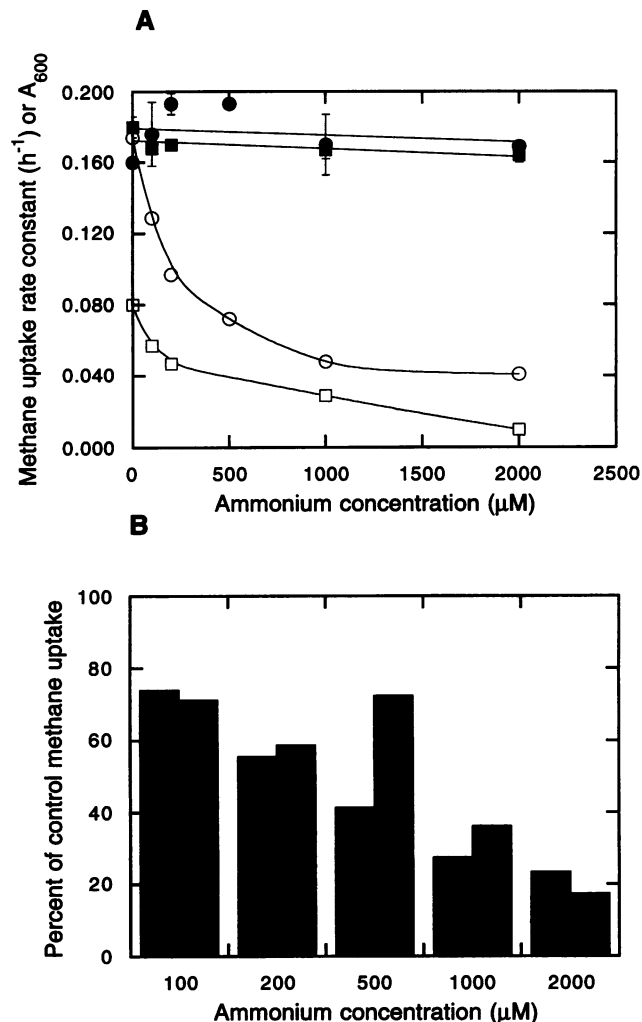 A
Methane uptake rate constant (h⁻¹) or A₆₀₀
0.200
0.160
0.120
0.080
0.040
0.000
0 500 1000 1500 2000 2500
Ammonium concentration (μM)
B
Percent of control methane uptake
100
80
60
40
20
0
100 200 500 1000 2000
Ammonium concentration (μM)